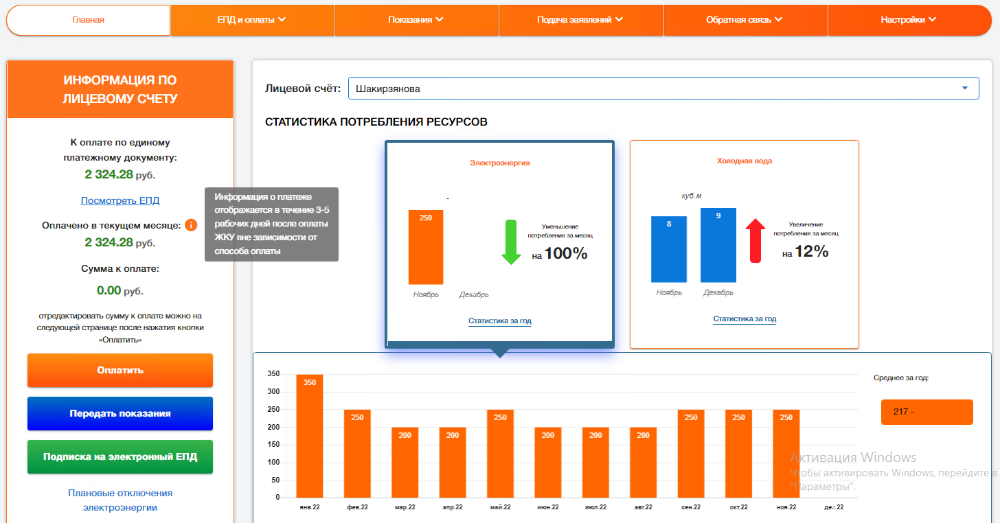 Главная
ЕПД и оплаты
Показания
Подача заявлений
Обратная связь
Настройки
ИНФОРМАЦИЯ ПО
ЛИЦЕВОМУ СЧЕТУ
К оплате по единому
платежному документу:
2 324.28 руб.
Посмотреть ЕПД
Оплачено в текущем месяце: i
2 324.28 руб.
Информация о платеже
отображается в течение 3-5
рабочих дней после оплаты
ЖКУ вне зависимости от
способа оплаты
Сумма к оплате:
0.00 руб.
отредактировать сумму к оплате можно на
следующей странице после нажатия кнопки
«Оплатить»
Оплатить
Передать показания
Подписка на электронный ЕПД
Плановые отключения
электроэнергии
Лицевой счёт: Шакирзянова
СТАТИСТИКА ПОТРЕБЛЕНИЯ РЕСУРСОВ
Электроэнергия
-
250
Ноябрь Декабрь
Уменьшение
потребления за месяц
на 100%
Статистика за год
Холодная вода
куб.м
8 9
Ноябрь Декабрь
Увеличение
потребления за месяц
на 12%
Статистика за год
350
300
250
200
150
100
50
0
350 250 200 200 250 200 200 200 250 250 250
янв.22 фев.22 мар.22 апр.22 май.22 июн.22 июл.22 авг.22 сен.22 окт.22 ноя.22 дек.22
Среднее за год:
217 -
Активация Windows
Чтобы активировать Windows, перейдите в
"Параметры".